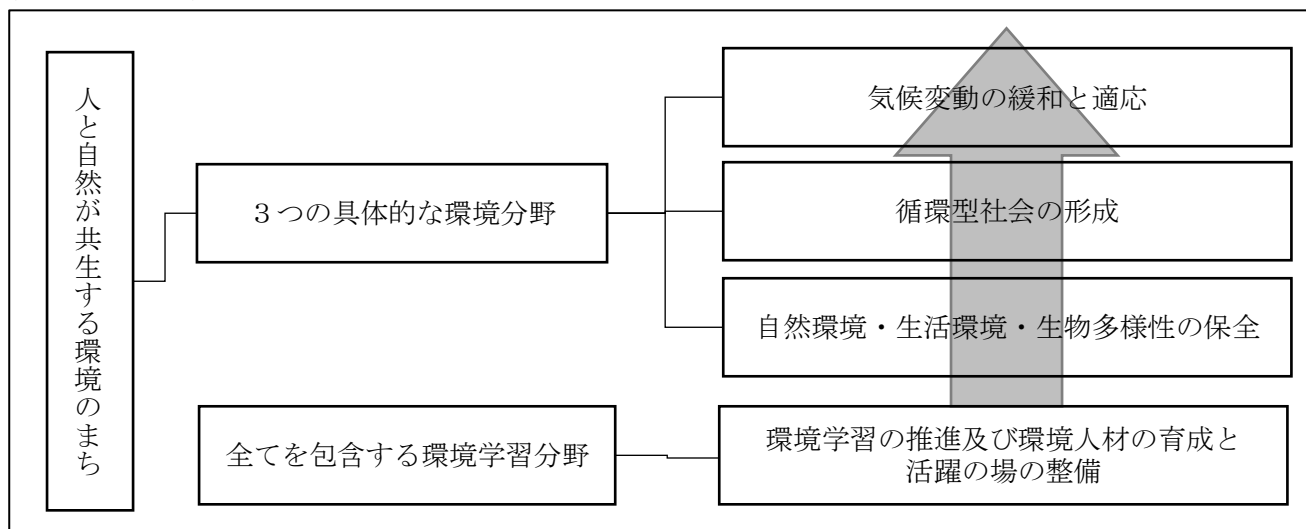 人と自然が共生する環境のまち
３つの具体的な環境分野
気候変動の緩和と適応
循環型社会の形成
自然環境・生活環境・生物多様性の保全
全てを包含する環境学習分野
環境学習の推進及び環境人材の育成と
活躍の場の整備